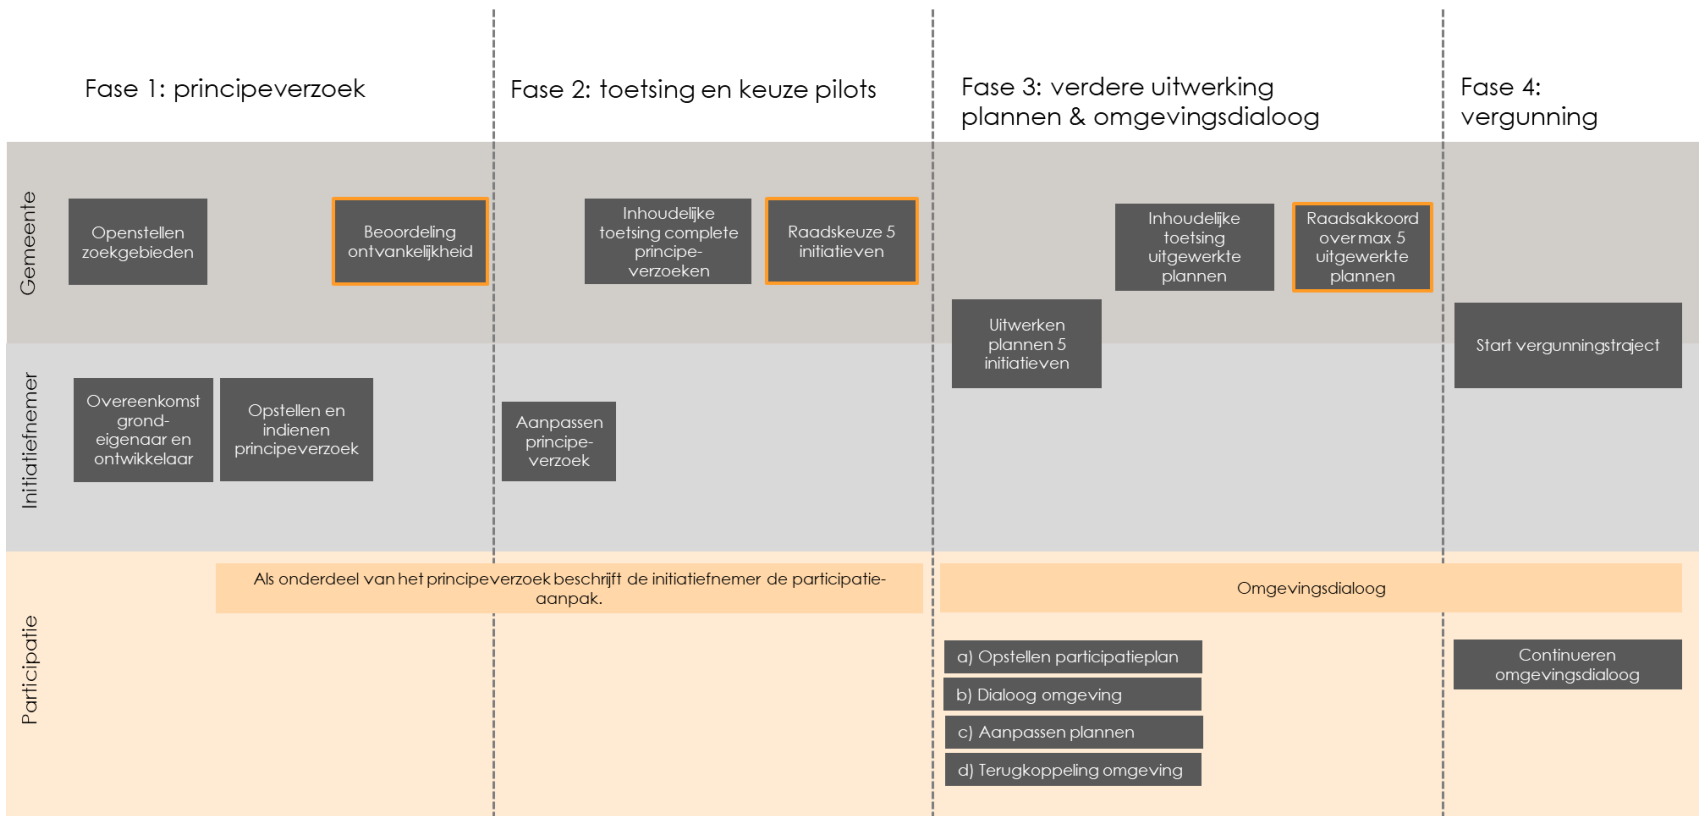 Fase 1: principeverzoek
Fase 2: toetsing en keuze pilots
Fase 3: verdere uitwerking
plannen & omgevingsdialoog
Fase 4:
vergunning
Gemeente
Openstellen
zoekgebieden
Beoordeling
ontvankelijkheid
Inhoudelijke
toetsing complete
principe-
verzoeken
Raadskeuze 5
initiatieven
Uitwerken
plannen 5
initiatieven
Inhoudelijke
toetsing
uitgewerkte
plannen
Raadsakkoord
over max 5
uitgewerkte
plannen
Start vergunningstraject
Initiatiefnemer
Overeenkomst
grond-
eigenaar en
ontwikkelaar
Opstellen en
indienen
principeverzoek
Aanpassen
principe-
verzoek
Participatie
Als onderdeel van het principeverzoek beschrijft de initiatiefnemer de participatie-
aanpak.
Omgevingsdialoog
a) Opstellen participatieplan
b) Dialoog omgeving
c) Aanpassen plannen
d) Terugkoppeling omgeving
Continueren
omgevingsdialoog